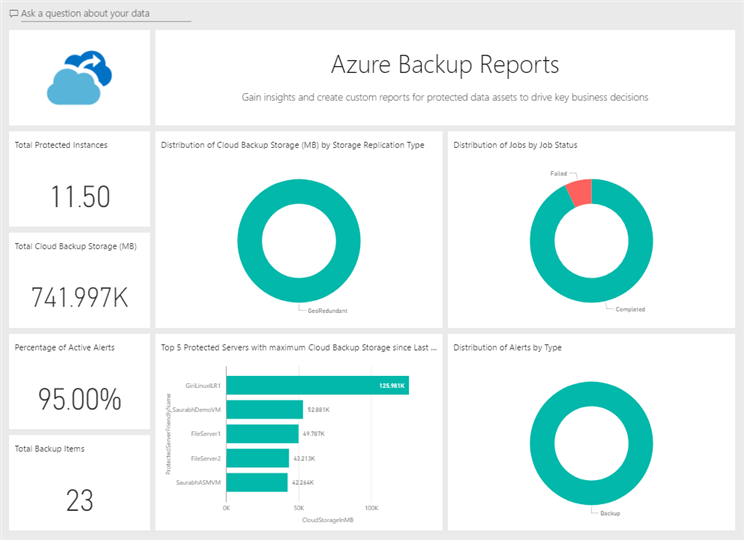 Ask a question about your data
Azure Backup Reports
Gain insights and create custom reports for protected data assets to drive key business decisions
Total Protected Instances
11.50
Total Cloud Backup Storage (MB)
741.997K
Percentage of Active Alerts
95.00%
Total Backup Items
23
Distribution of Cloud Backup Storage (MB) by Storage Replication Type
GeoRedundant
Distribution of Jobs by Job Status
Failed
Completed
Top 5 Protected Servers with maximum Cloud Backup Storage since Last ...
ProtectedServerFriendlyName
GiriLinuxILR1
125.981K
SaurabhDemoVM
52.881K
FileServer1
49.787K
FileServer2
43.213K
SaurabhASMVM
42.264K
0K
50K
100K
CloudStorageInMB
Distribution of Alerts by Type
Backup